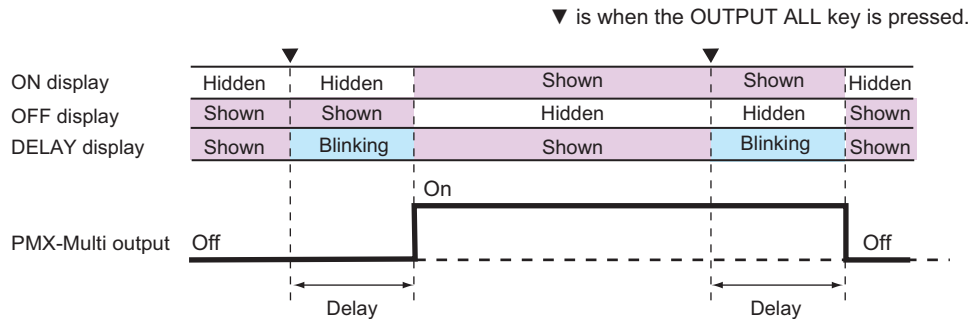 ▼ is when the OUTPUT ALL key is pressed.
ON display Hidden Hidden Shown Shown Hidden
OFF display Shown Shown Hidden Hidden Shown
DELAY display Shown Blinking Shown Blinking Shown
On
PMX-Multi output Off Off
Delay Delay